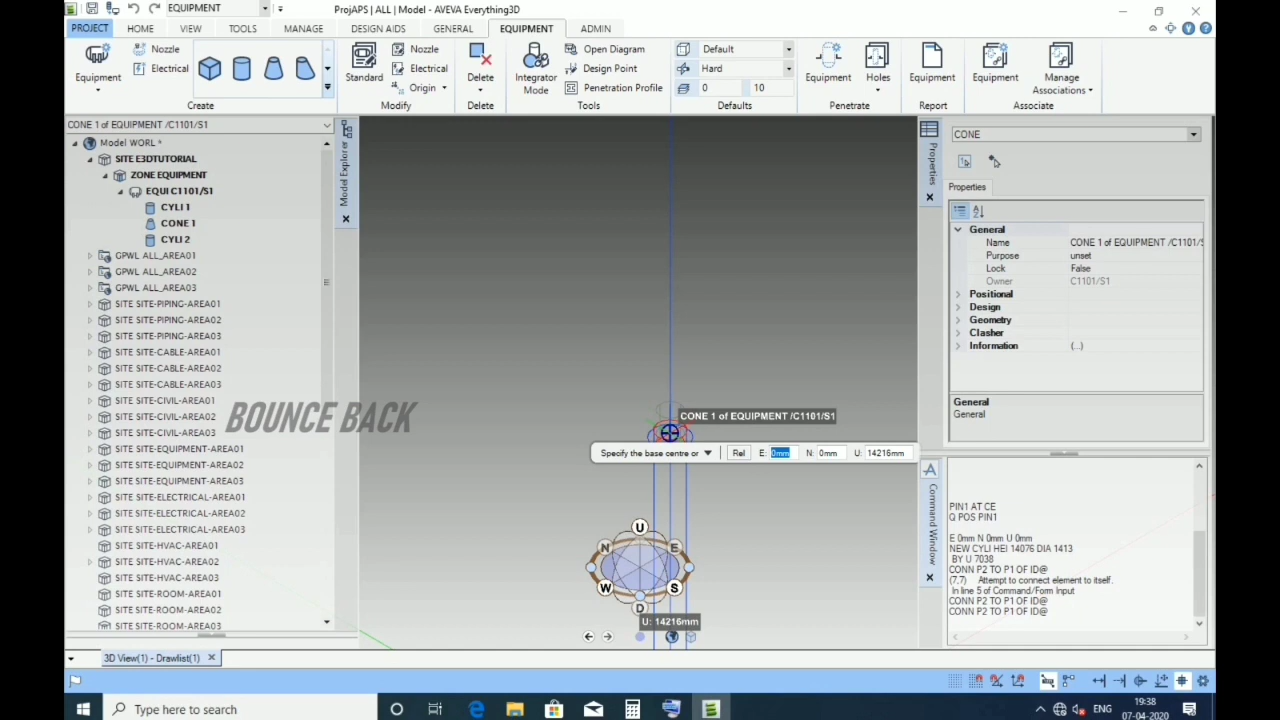 PROJECT
EQUIPMENT
ProjAPS | ALL | Model - AVEVA Everything3D
PROJECT HOME VIEW TOOLS MANAGE DESIGN AIDS GENERAL EQUIPMENT ADMIN
Equipment
Nozzle
Electrical
Create
Standard
Nozzle
Electrical
Origin
Modify
Delete
Delete
Integrator
Mode
Open Diagram
Design Point
Penetration Profile
Tools
Default
Hard
0 10
Defaults
Equipment Holes
Penetrate
Equipment
Report
Equipment
Manage
Associations
Associate
CONE 1 of EQUIPMENT /C1101/S1
Model WORL *
SITE E3DTUTORIAL
ZONE EQUIPMENT
EQUI C1101/S1
CYLI 1
CONE 1
CYLI 2
GPWL ALL_AREA01
GPWL ALL_AREA02
GPWL ALL_AREA03
SITE SITE-PIPING-AREA01
SITE SITE-PIPING-AREA02
SITE SITE-PIPING-AREA03
SITE SITE-CABLE-AREA01
SITE SITE-CABLE-AREA02
SITE SITE-CABLE-AREA03
SITE SITE-CIVIL-AREA01
SITE SITE-CIVIL-AREA02
SITE SITE-CIVIL-AREA03
SITE SITE-EQUIPMENT-AREA01
SITE SITE-EQUIPMENT-AREA02
SITE SITE-EQUIPMENT-AREA03
SITE SITE-ELECTRICAL-AREA01
SITE SITE-ELECTRICAL-AREA02
SITE SITE-ELECTRICAL-AREA03
SITE SITE-HVAC-AREA01
SITE SITE-HVAC-AREA02
SITE SITE-HVAC-AREA03
SITE SITE-ROOM-AREA01
SITE SITE-ROOM-AREA02
SITE SITE-ROOM-AREA03
Model Explorer
BOUNCE BACK
CONE 1 of EQUIPMENT /C1101/S1
Specify the base centre or Rel E: 0mm N: 0mm U: 14216mm
U
N E
W S
D
U: 14216mm
Properties
CONE
Properties
General
Name CONE 1 of EQUIPMENT /C1101/S
Purpose unset
Lock False
Owner C1101/S1
Positional
Design
Geometry
Clasher
Information (...)
General
General
Command Window
PIN1 AT CE
Q POS PIN1
E 0mm N 0mm U 0mm
NEW CYLI HEI 14076 DIA 1413
BY U 7038
CONN P2 TO P1 OF ID@
(7,7) Attempt to connect element to itself.
In line 5 of Command/Form Input
CONN P2 TO P1 OF ID@
CONN P2 TO P1 OF ID@
3D View(1) - Drawlist(1)
Type here to search
ENG
19:38
07-04-2020